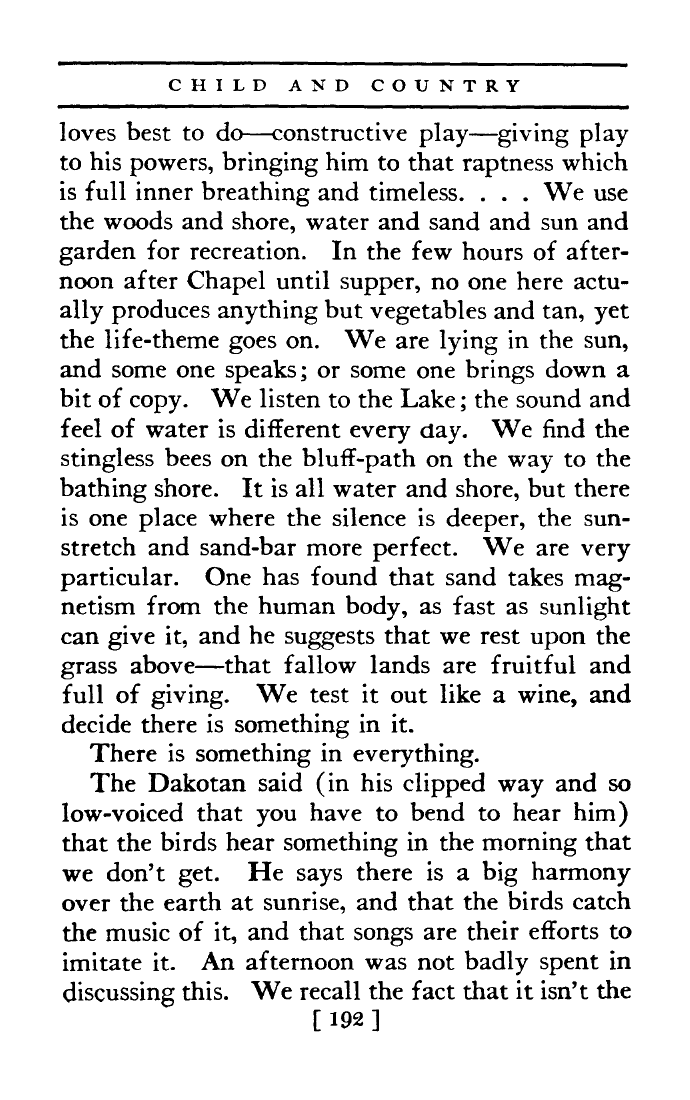 CHILD AND COUNTRY
loves best to do—constructive play—giving play
to his powers, bringing him to that raptness which
is full inner breathing and timeless. . . . We use
the woods and shore, water and sand and sun and
garden for recreation. In the few hours of after-
noon after Chapel until supper, no one here actu-
ally produces anything but vegetables and tan, yet
the life-theme goes on. We are lying in the sun,
and some one speaks; or some one brings down a
bit of copy. We listen to the Lake; the sound and
feel of water is different every day. We find the
stingless bees on the bluff-path on the way to the
bathing shore. It is all water and shore, but there
is one place where the silence is deeper, the sun-
stretch and sand-bar more perfect. We are very
particular. One has found that sand takes mag-
netism from the human body, as fast as sunlight
can give it, and he suggests that we rest upon the
grass above—that fallow lands are fruitful and
full of giving. We test it out like a wine, and
decide there is something in it.
There is something in everything.
The Dakotan said (in his clipped way and so
low-voiced that you have to bend to hear him)
that the birds hear something in the morning that
we don't get. He says there is a big harmony
over the earth at sunrise, and that the birds catch
the music of it, and that songs are their efforts to
imitate it. An afternoon was not badly spent in
discussing this. We recall the fact that it isn't the
[ 192 ]